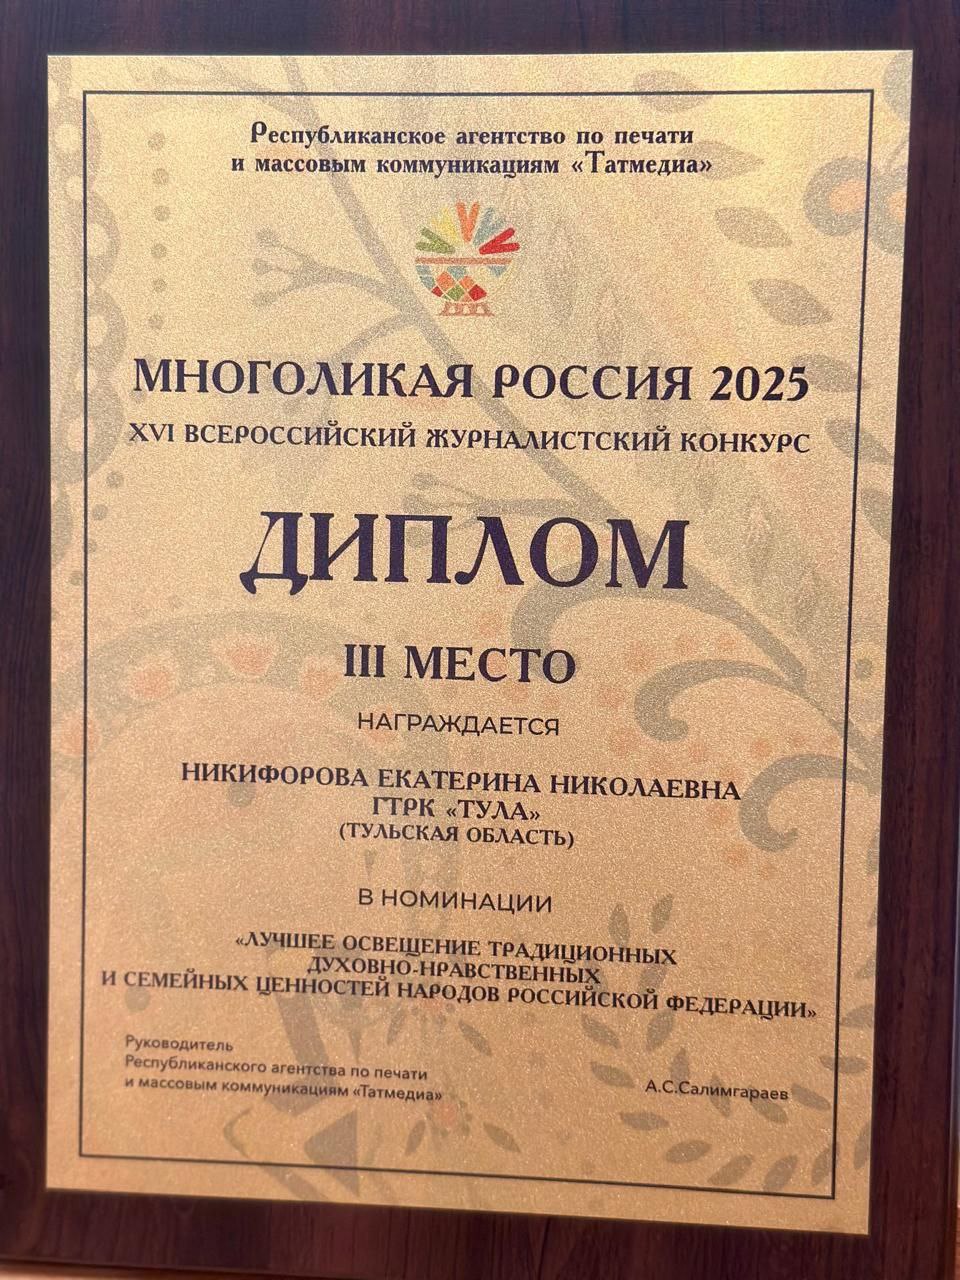 Республиканское агентство по печати
и массовым коммуникациям «Татмедиа»
МНОГОЛИКАЯ РОССИЯ 2025
XVI ВСЕРОССИЙСКИЙ ЖУРНАЛИСТСКИЙ КОНКУРС
ДИПЛОМ
III МЕСТО
НАГРАЖДАЕТСЯ
НИКИФОРОВА ЕКАТЕРИНА НИКОЛАЕВНА
ГТРК «ТУЛА»
(ТУЛЬСКАЯ ОБЛАСТЬ)
В НОМИНАЦИИ
«ЛУЧШЕЕ ОСВЕЩЕНИЕ ТРАДИЦИОННЫХ
ДУХОВНО-НРАВСТВЕННЫХ
И СЕМЕЙНЫХ ЦЕННОСТЕЙ НАРОДОВ РОССИЙСКОЙ ФЕДЕРАЦИИ»
Руководитель
Республиканского агентства по печати
и массовым коммуникациям «Татмедиа»
А.С.Салимгараев